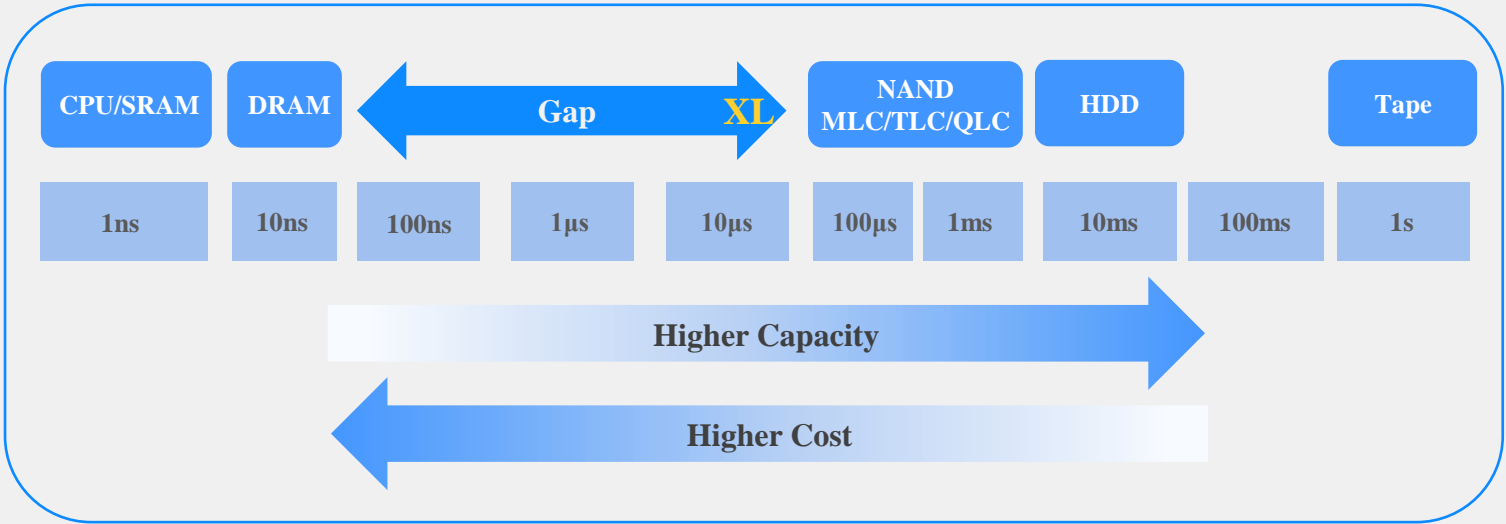 CPU/SRAM
DRAM
Gap
XL
NAND
MLC/TLC/QLC
HDD
Tape
1ns
10ns
100ns
1µs
10µs
100µs
1ms
10ms
100ms
1s
Higher Capacity
Higher Cost